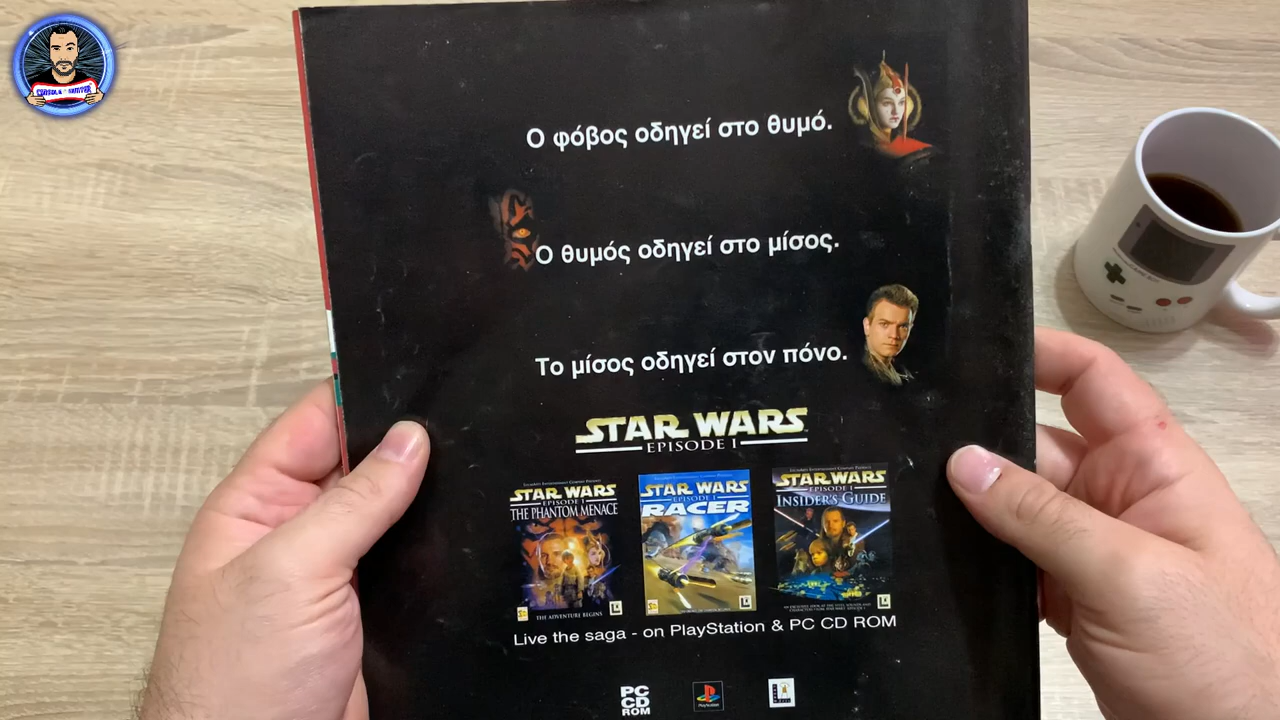 Ο φόβος οδηγεί στο θυμό.
Ο θυμός οδηγεί στο μίσος.
Το μίσος οδηγεί στον πόνο.
STAR WARS
EPISODE I
STAR WARS
EPISODE I
THE PHANTOM MENACE
THE ADVENTURE BEGINS
STAR WARS
EPISODE I
RACER
STAR WARS
EPISODE I
INSIDER'S GUIDE
Live the saga - on PlayStation & PC CD ROM
PC
CD
ROM
PlayStation